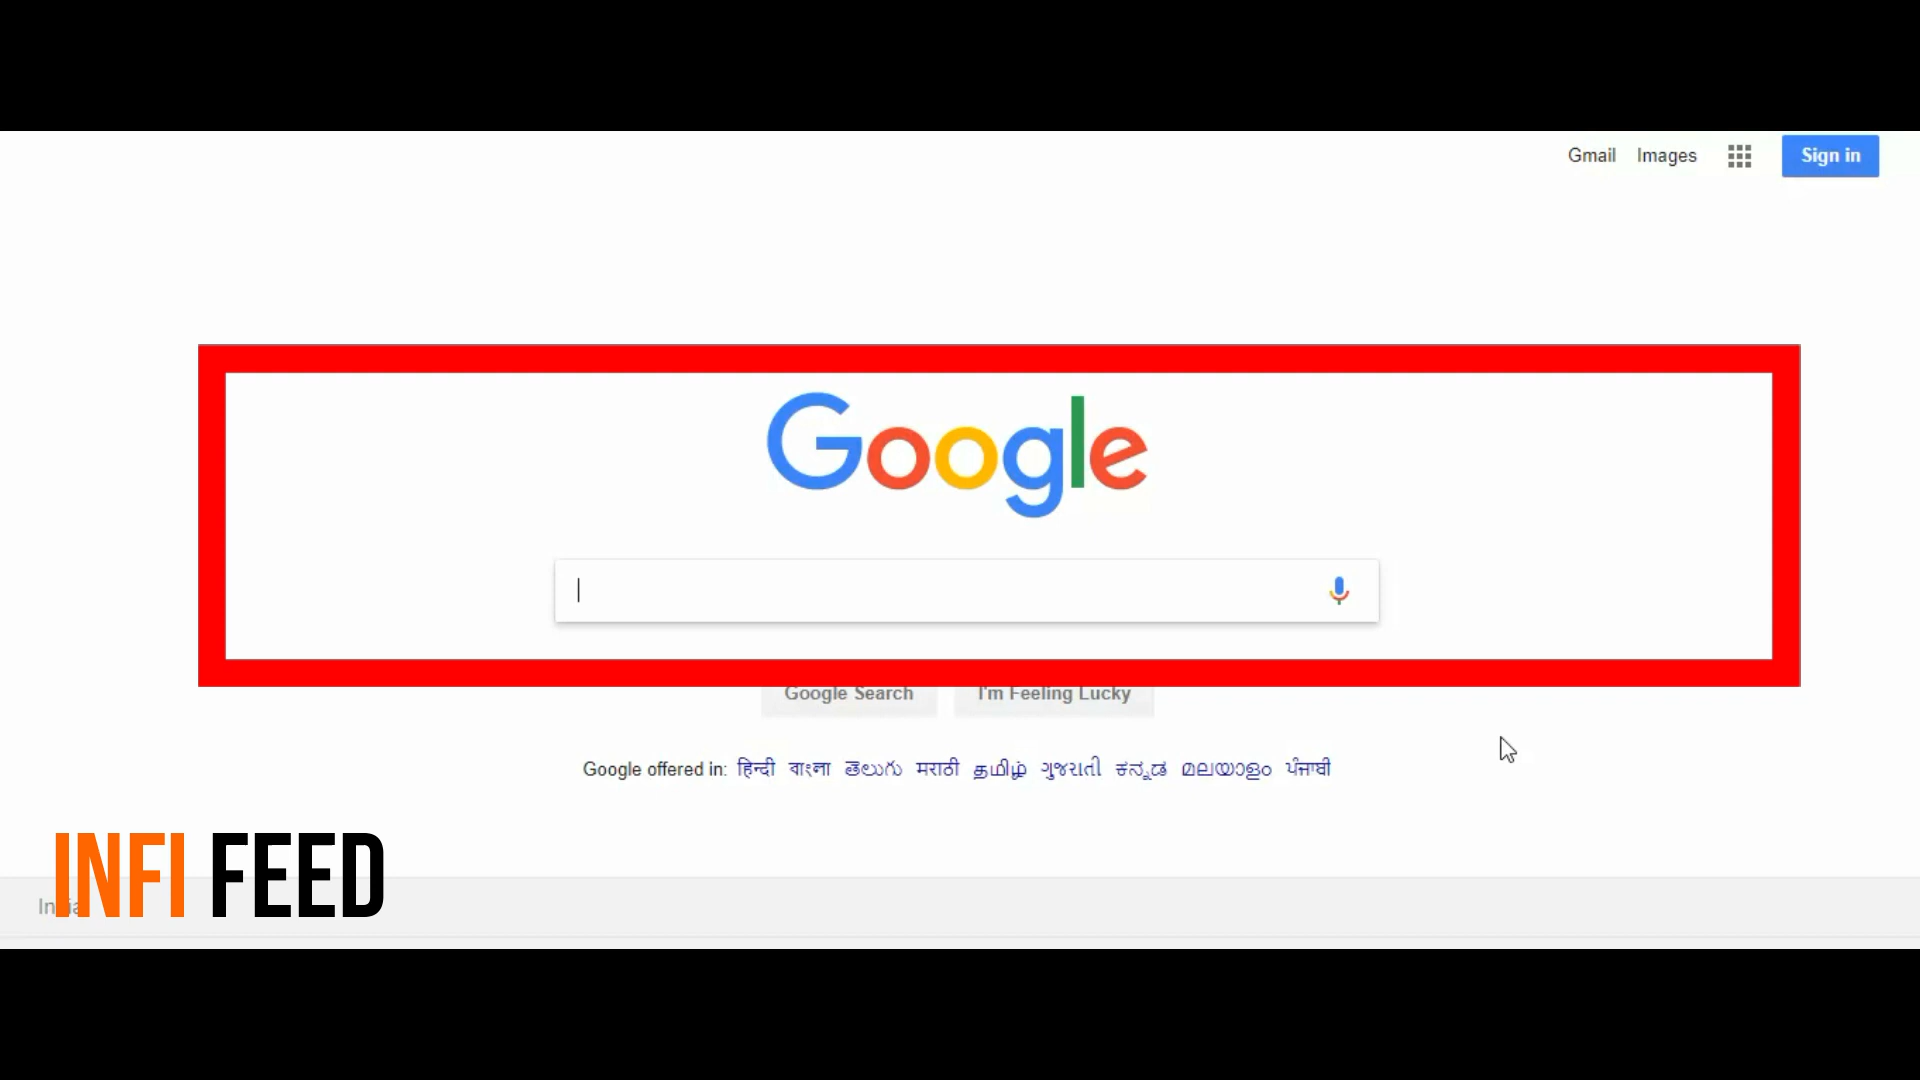 Gmail Images Sign in
Google
Google Search I'm Feeling Lucky
Google offered in: हिन्दी বাংলা తెలుగు मराठी தமிழ் ગુજરાતી ಕನ್ನಡ മലയാളം ਪੰਜਾਬੀ
INFI FEED
India